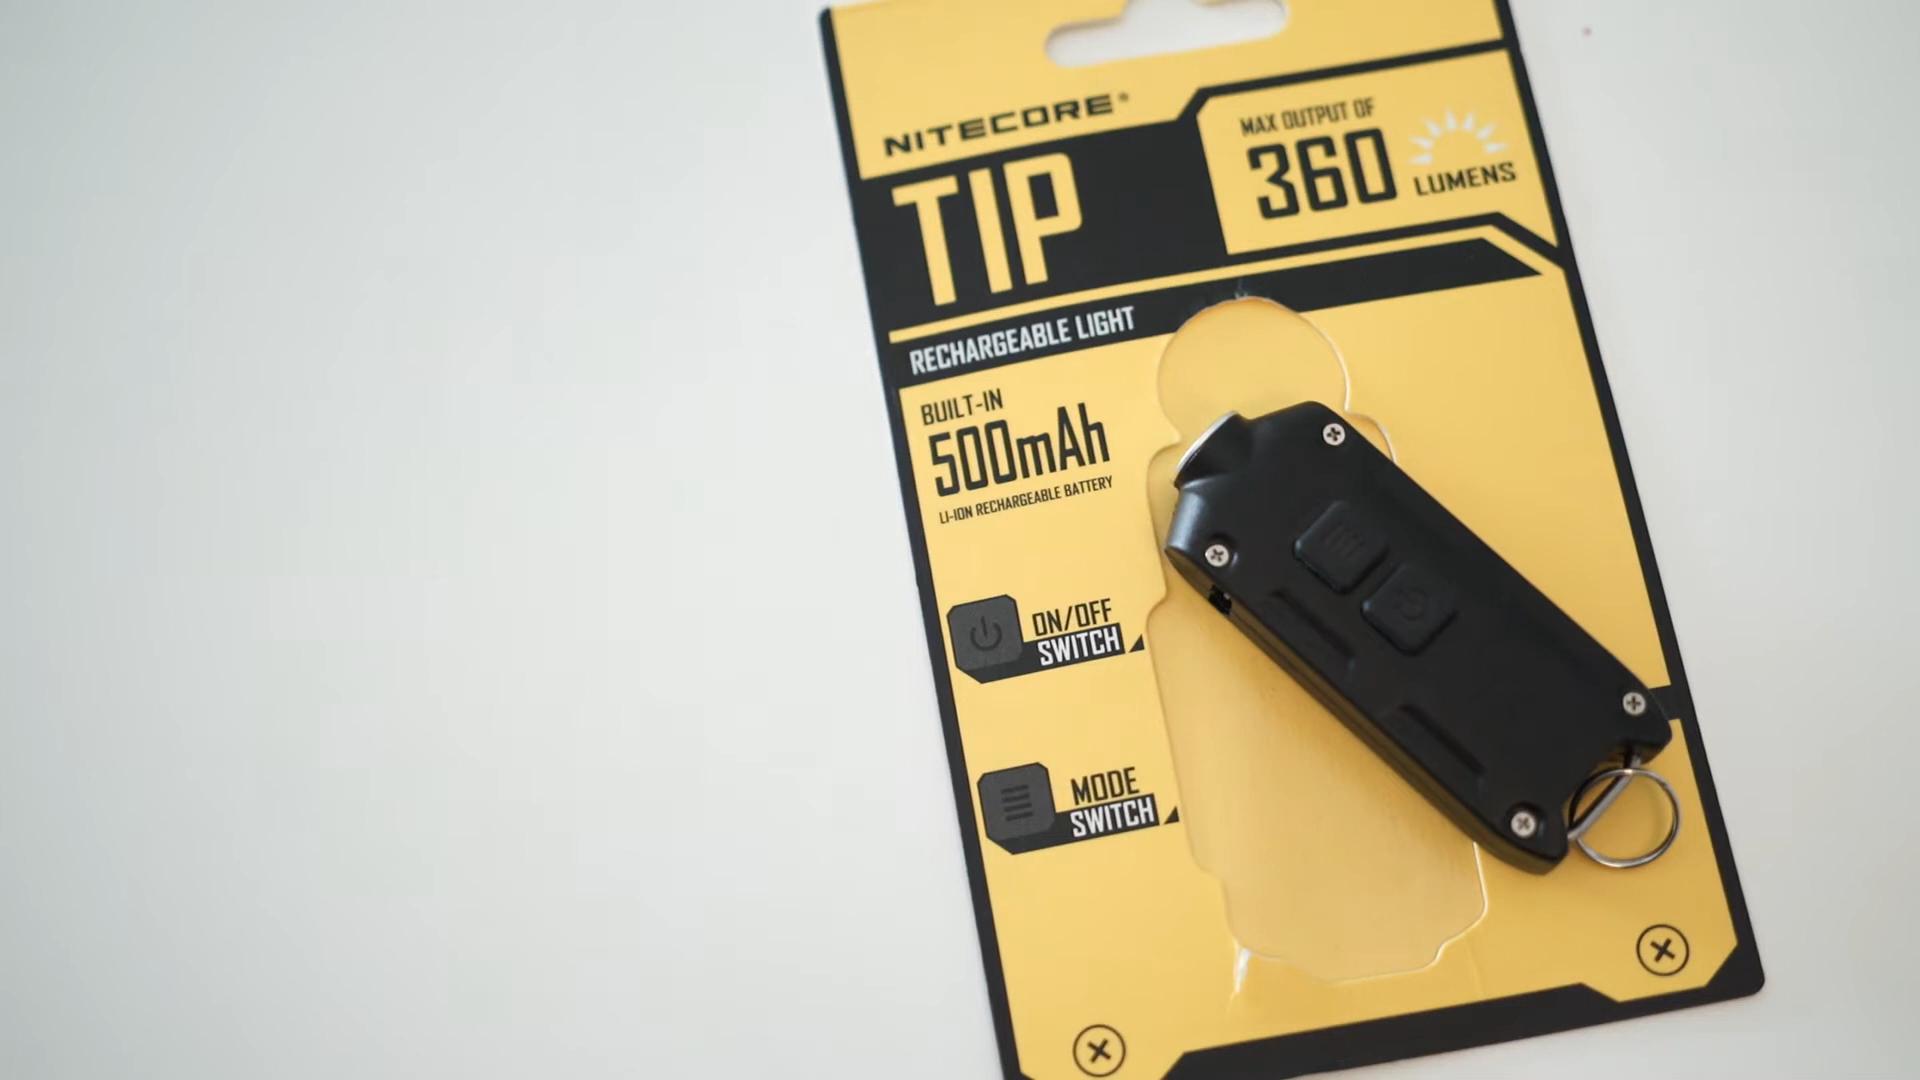 NITECORE®
TIP
MAX OUTPUT OF
360
LUMENS
RECHARGEABLE LIGHT
BUILT-IN
500mAh
LI-ION RECHARGEABLE BATTERY
ON/OFF
SWITCH
MODE
SWITCH